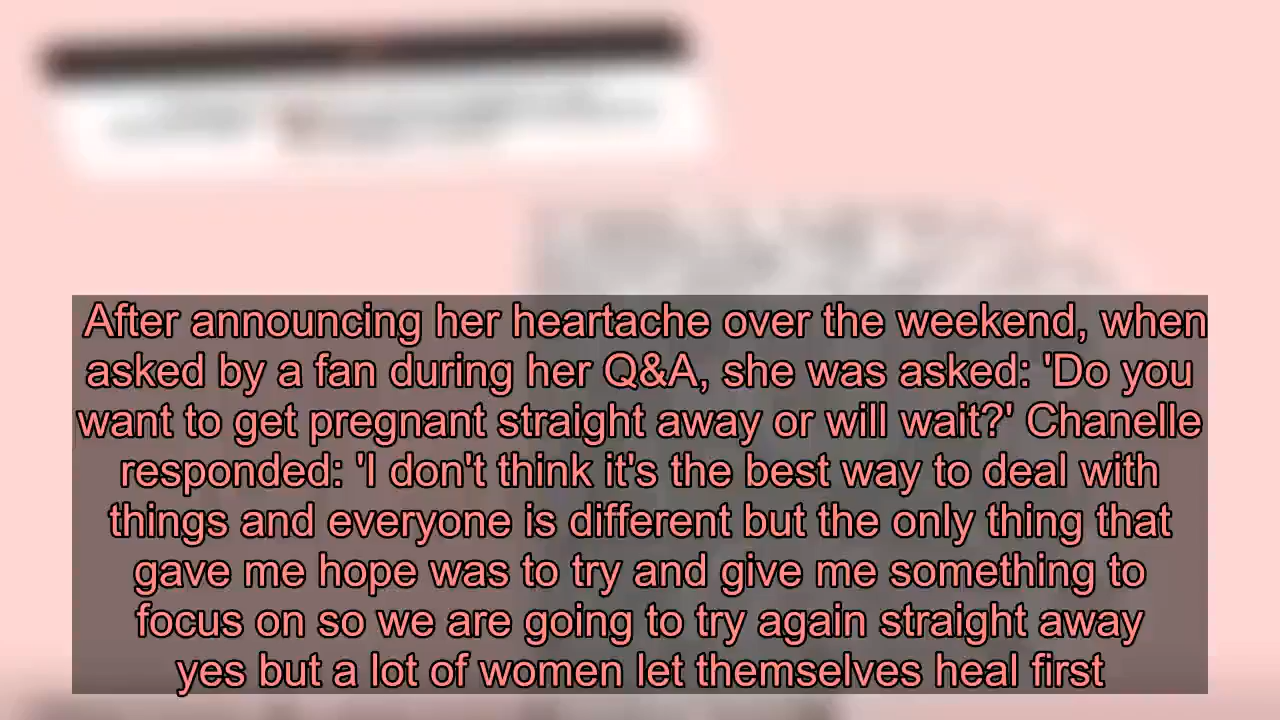 After announcing her heartache over the weekend, when
asked by a fan during her Q&A, she was asked: 'Do you
want to get pregnant straight away or will wait?' Chanelle
responded: 'I don't think it's the best way to deal with
things and everyone is different but the only thing that
gave me hope was to try and give me something to
focus on so we are going to try again straight away
yes but a lot of women let themselves heal first